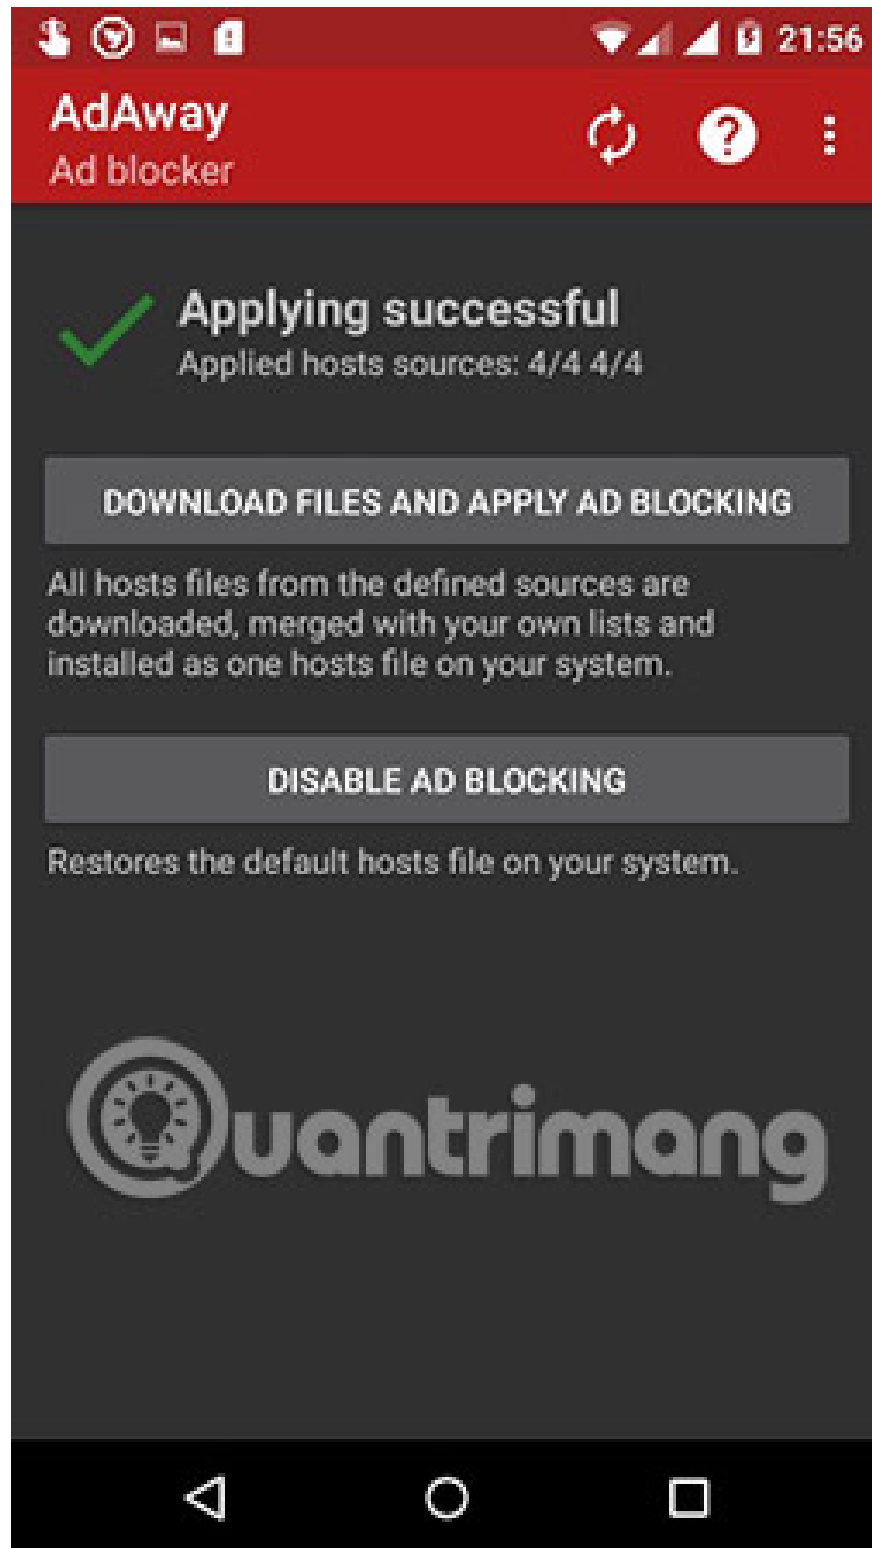 21:56
AdAway
Ad blocker
Applying successful
Applied hosts sources: 4/4 4/4
DOWNLOAD FILES AND APPLY AD BLOCKING
All hosts files from the defined sources are
downloaded, merged with your own lists and
installed as one hosts file on your system.
DISABLE AD BLOCKING
Restores the default hosts file on your system.
Quantrimang